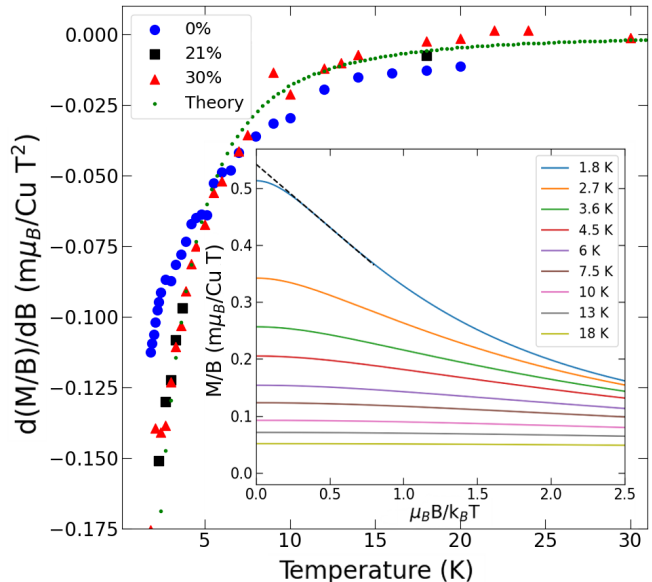 0.000
−0.025
−0.050
−0.075
−0.100
−0.125
−0.150
−0.175
d(M/B)/dB (mμ_B/Cu T²)
0%
21%
30%
Theory
5
10
15
20
25
30
Temperature (K)
0.5
0.4
0.3
0.2
0.1
0.0
M/B (mμ_B/Cu T)
1.8 K
2.7 K
3.6 K
4.5 K
6 K
7.5 K
10 K
13 K
18 K
0.0
0.5
1.0
1.5
2.0
2.5
μ_BB/k_BT